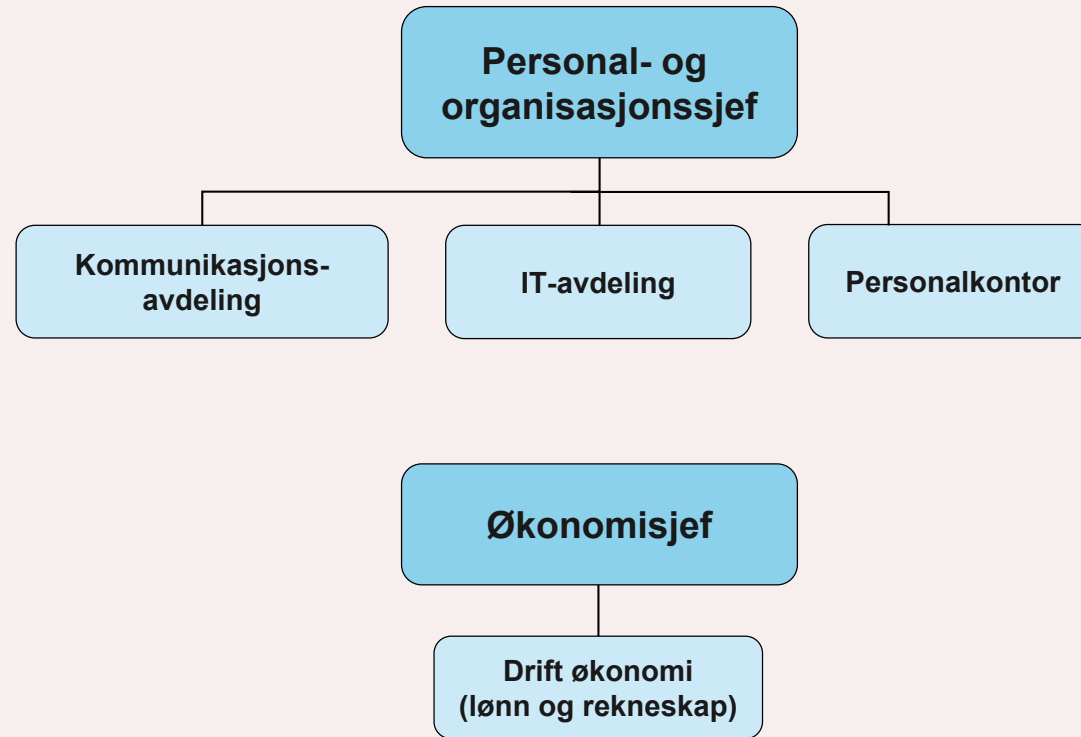 Personal- og
organisasjonssjef
Kommunikasjons-
avdeling
IT-avdeling
Personalkontor
Økonomisjef
Drift økonomi
(lønn og rekneskap)